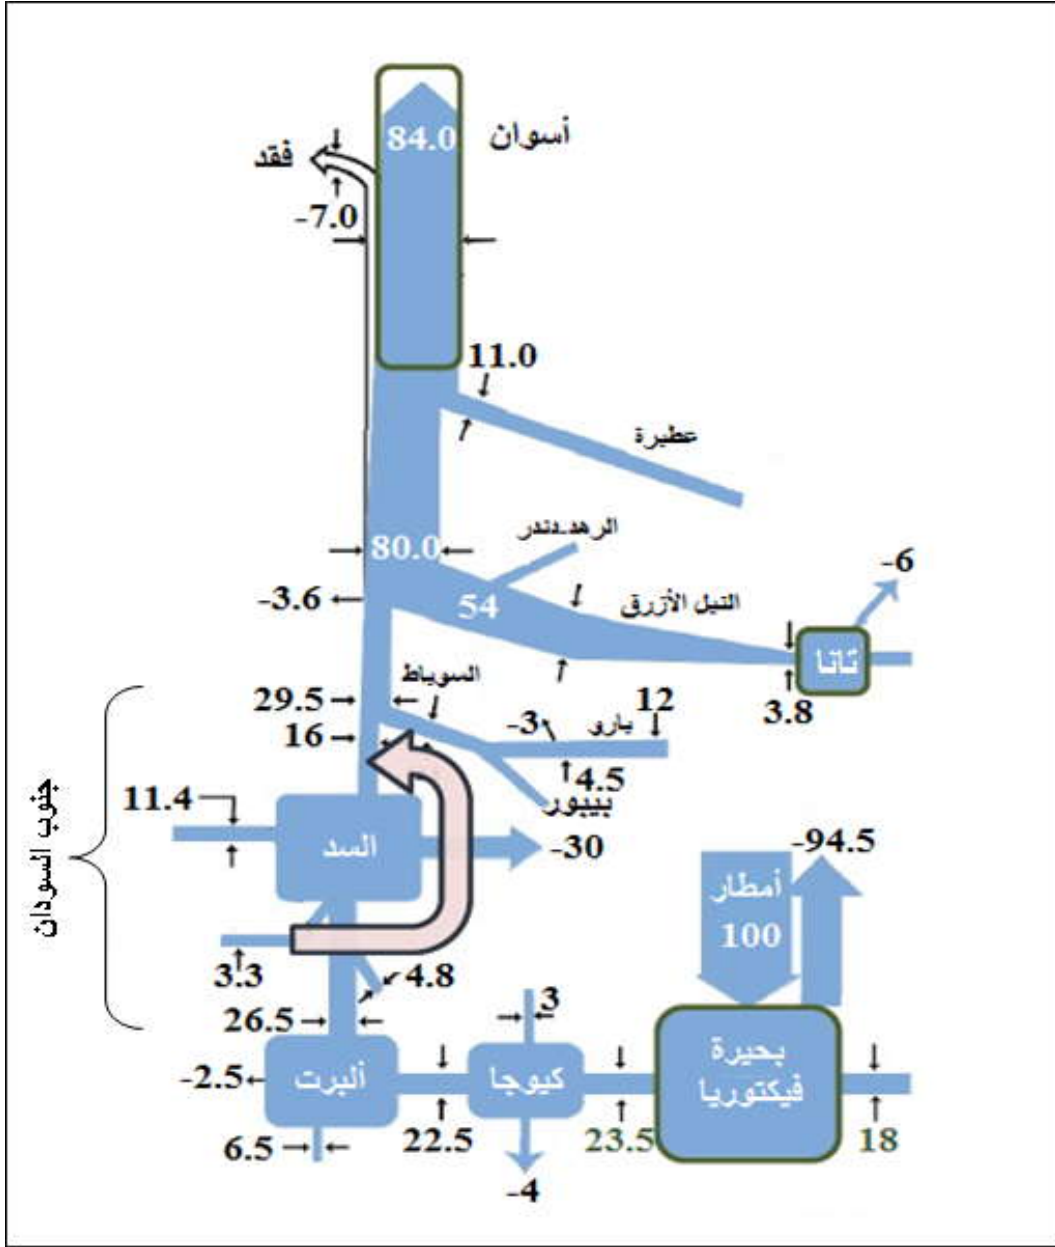 أسوان
84.0
فقد
-7.0
11.0
عطبرة
الرهد-دندر
80.0
-6
-3.6
54
النيل الأزرق
تانا
السوباط
29.5
12
-3
بارو
3.8
16
4.5
بيبور
11.4
السد
-30
-94.5
أمطار
100
جنوب السودان
3.3
4.8
26.5
3
بحيرة
فيكتوريا
-2.5
ألبرت
كيوجا
6.5
22.5
23.5
18
-4